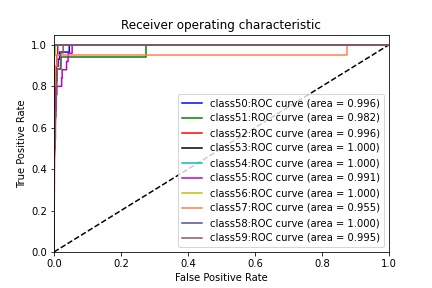 Receiver operating characteristic
True Positive Rate
1.0
0.8
0.6
0.4
0.2
0.0
class50:ROC curve (area = 0.996)
class51:ROC curve (area = 0.982)
class52:ROC curve (area = 0.996)
class53:ROC curve (area = 1.000)
class54:ROC curve (area = 1.000)
class55:ROC curve (area = 0.991)
class56:ROC curve (area = 1.000)
class57:ROC curve (area = 0.955)
class58:ROC curve (area = 1.000)
class59:ROC curve (area = 0.995)
0.0 0.2 0.4 0.6 0.8 1.0
False Positive Rate